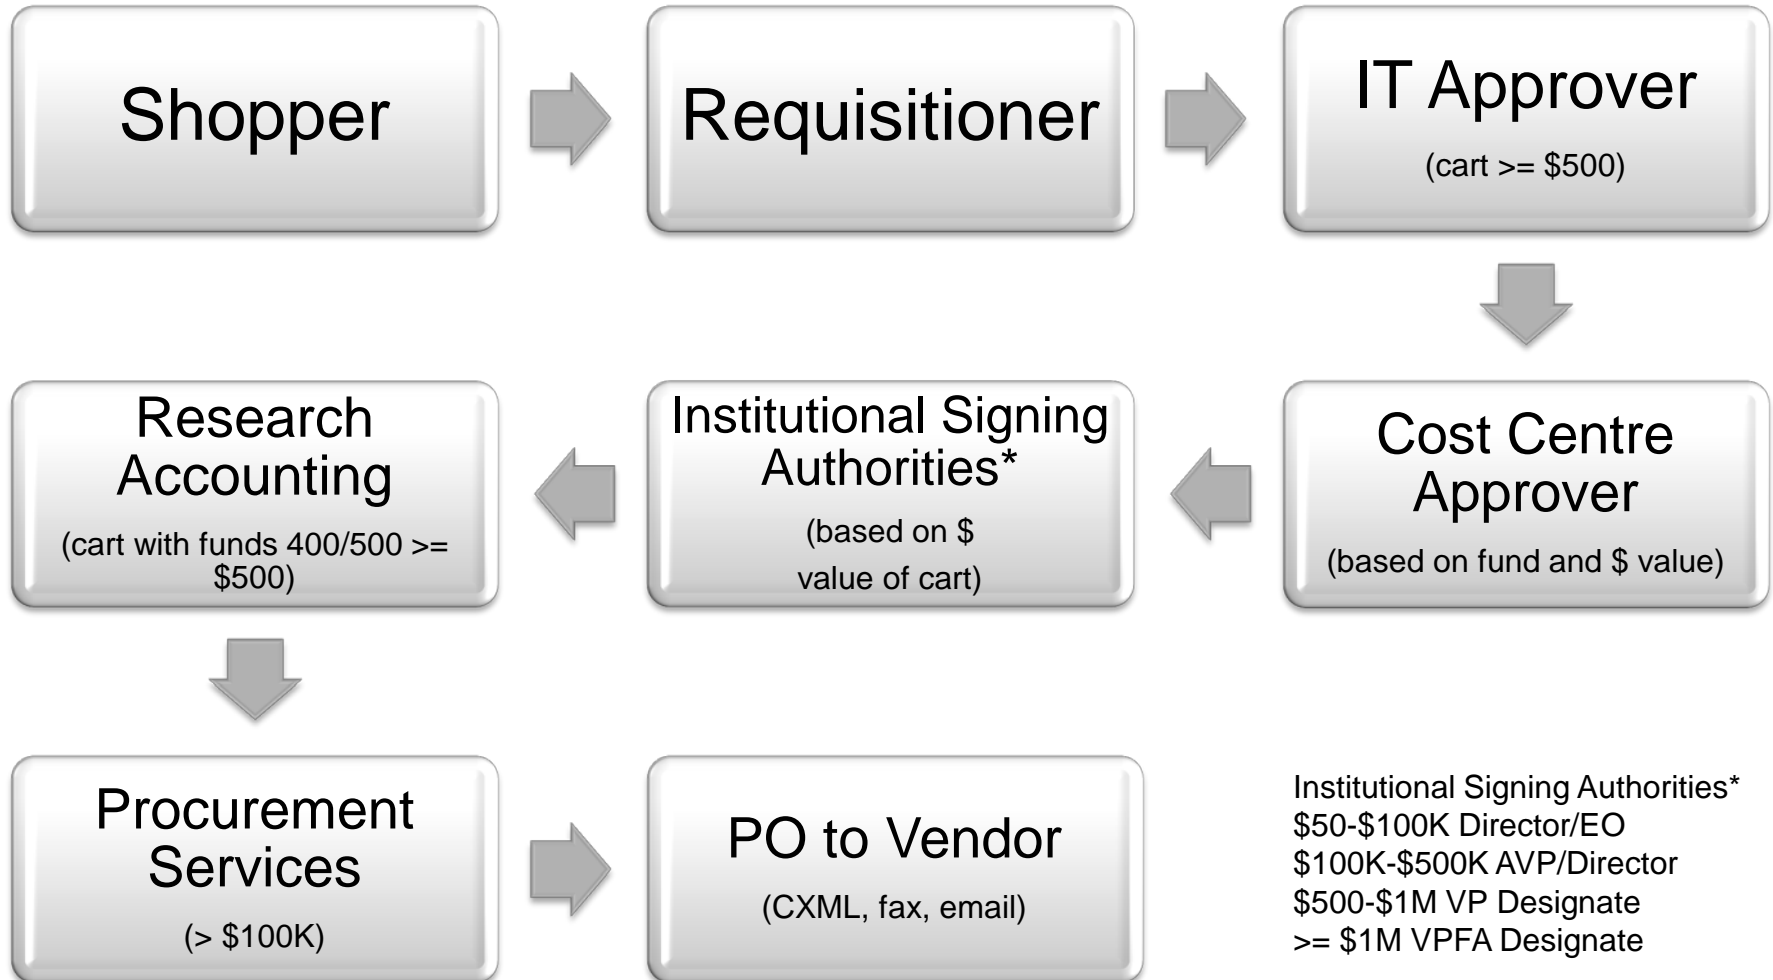 Shopper
Requisitioner
IT Approver
(cart >= $500)
Cost Centre
Approver
(based on fund and $ value)
Institutional Signing
Authorities*
(based on $
value of cart)
Research
Accounting
(cart with funds 400/500 >=
$500)
Procurement
Services
(> $100K)
PO to Vendor
(CXML, fax, email)
Institutional Signing Authorities*
$50-$100K Director/EO
$100K-$500K AVP/Director
$500-$1M VP Designate
>= $1M VPFA Designate